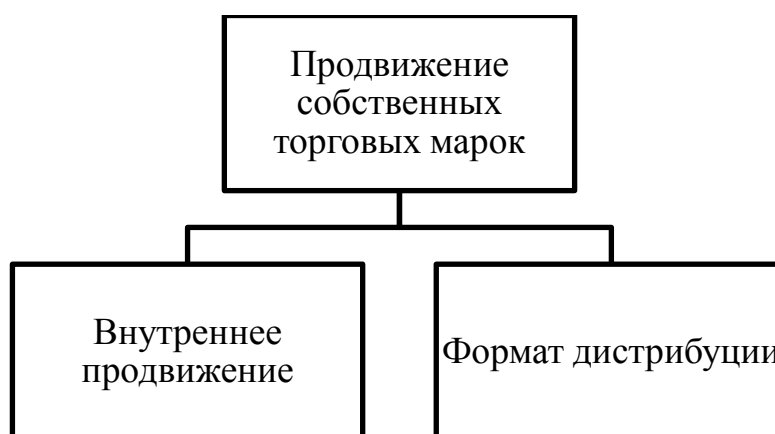 Продвижение
собственных
торговых марок
Внутреннее
продвижение
Формат дистрибуции